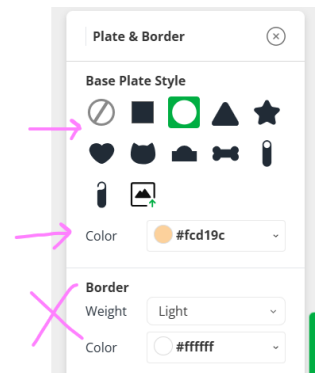 Plate & Border
Base Plate Style
Color #fcd19c
Border
Weight Light
Color #ffffff